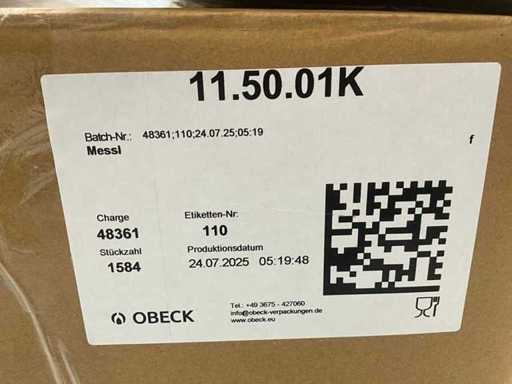 11.50.01K
Batch-Nr.: 48361;110;24.07.25;05:19
Messl
f
Charge Etiketten-Nr:
48361 110
Stückzahl Produktionsdatum
1584 24.07.2025 05:19:48
OBECK
Tel.: +49 3675 - 427060
info@obeck-verpackungen.de
www.obeck.eu